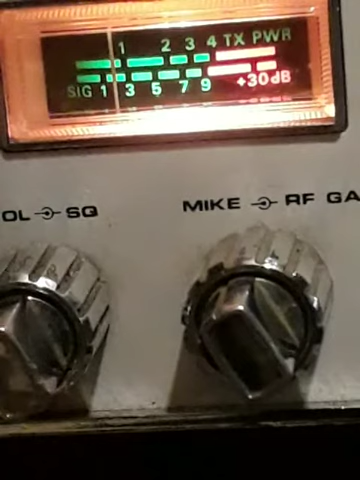 1 2 3 4 TX PWR
SIG 1 3 5 7 9 +30dB
OL SQ
MIKE RF GA